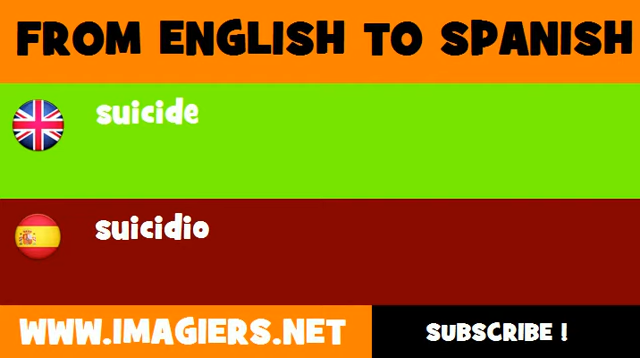 FROM ENGLISH TO SPANISH
suicide
suicidio
WWW.IMAGIERS.NET
SUBSCRIBE !